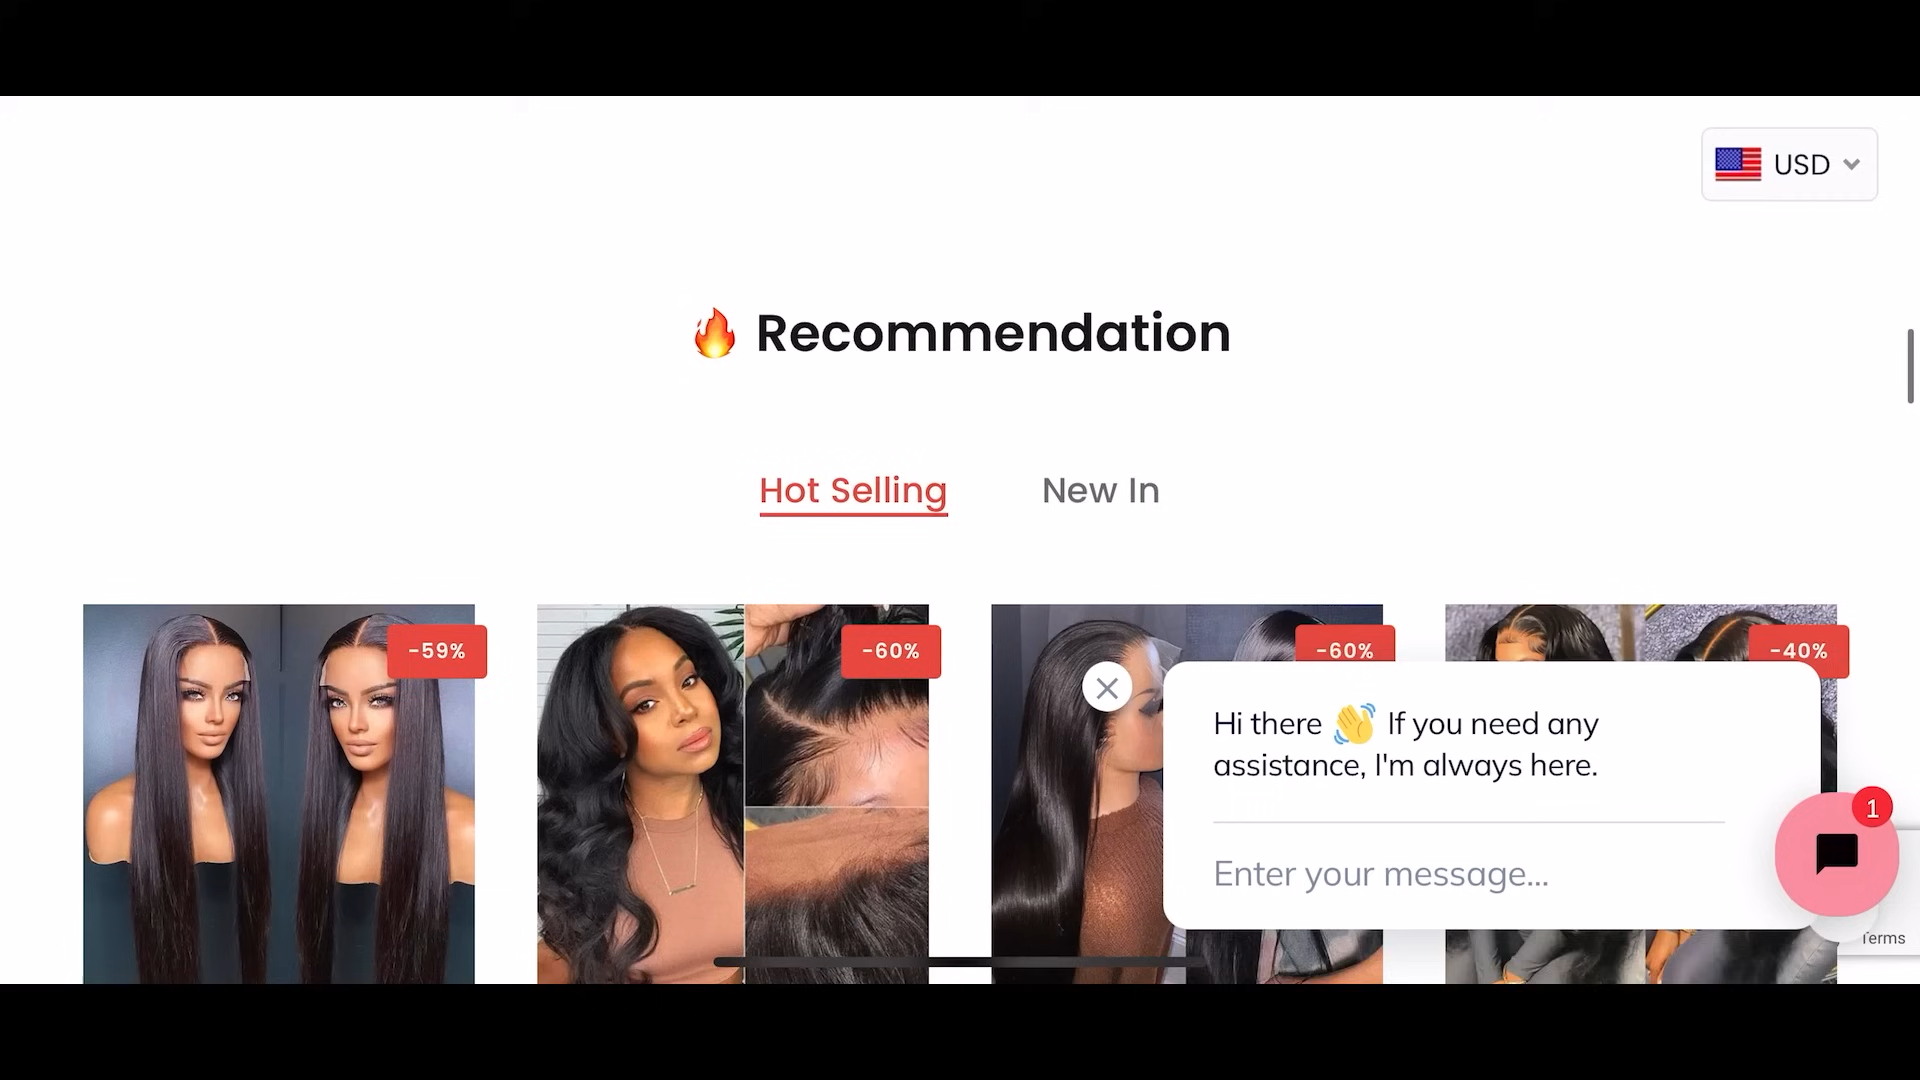 USD
Recommendation
Hot Selling
New In
-59%
-60%
-60%
-40%
Hi there 👋 If you need any
assistance, I'm always here.
1
Enter your message...
Terms